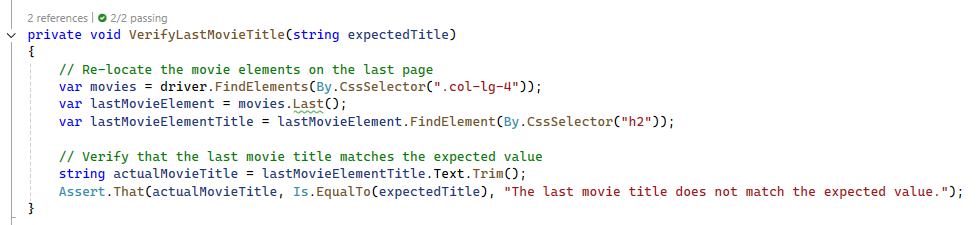 2 references | 2/2 passing
private void VerifyLastMovieTitle(string expectedTitle)
{
    // Re-locate the movie elements on the last page
    var movies = driver.FindElements(By.CssSelector(".col-lg-4"));
    var lastMovieElement = movies.Last();
    var lastMovieElementTitle = lastMovieElement.FindElement(By.CssSelector("h2"));

    // Verify that the last movie title matches the expected value
    string actualMovieTitle = lastMovieElementTitle.Text.Trim();
    Assert.That(actualMovieTitle, Is.EqualTo(expectedTitle), "The last movie title does not match the expected value.");
}